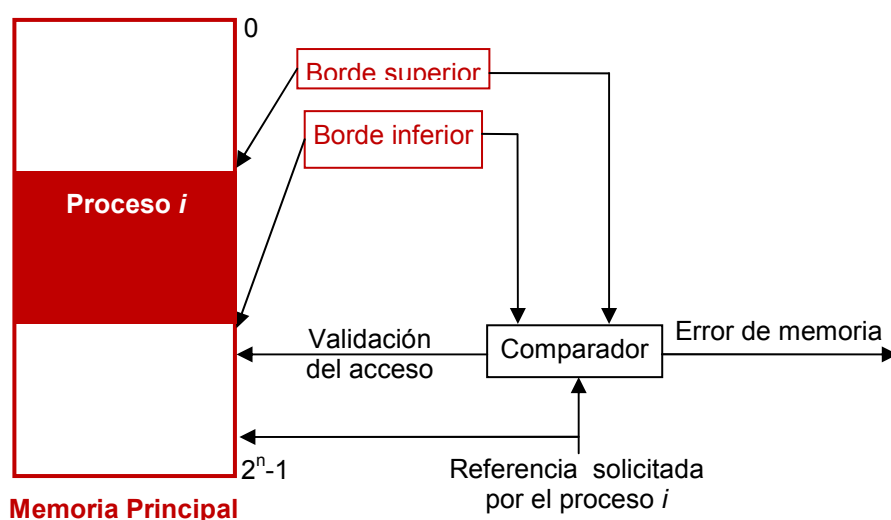 0
Borde superior
Borde inferior
Proceso i
Validación
del acceso
Comparador
Error de memoria
2ⁿ-1
Referencia solicitada
por el proceso i
Memoria Principal